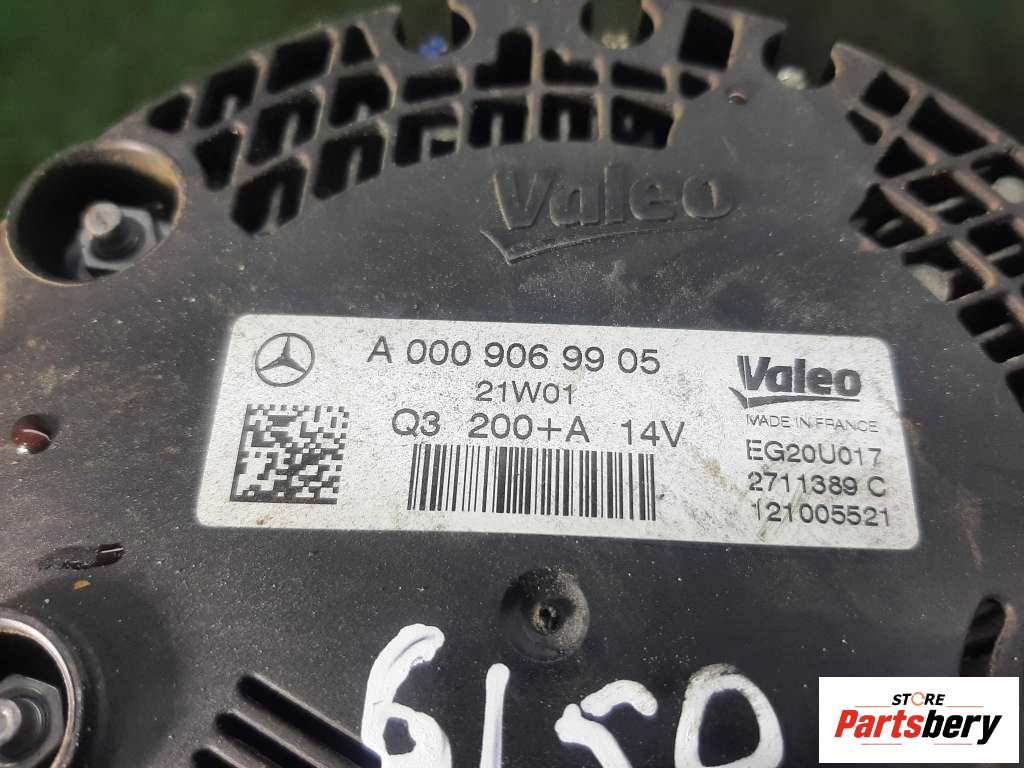 Valeo
A 000 906 99 05
21W01
Q3 200+A 14V
Valeo
MADE IN FRANCE
EG20U017
2711389 C
121005521
STORE
Partsbery